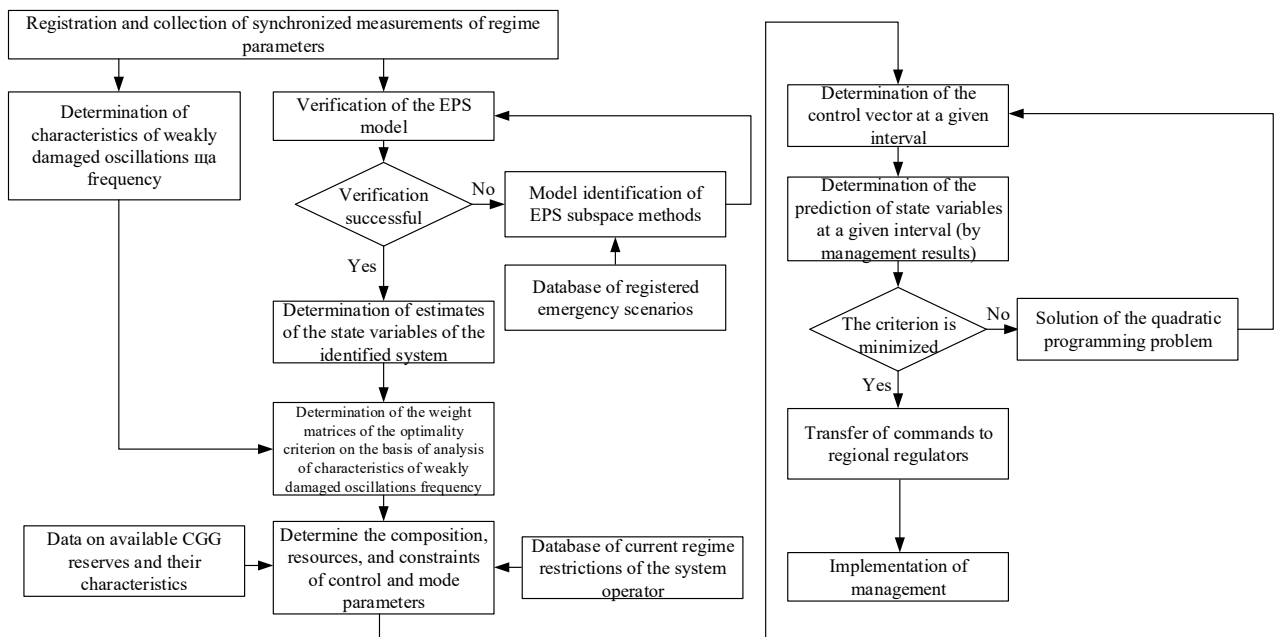 Registration and collection of synchronized measurements of regime
parameters
Determination of
characteristics of weakly
damaged oscillations ща
frequency
Verification of the EPS
model
Verification
successful
No
Model identification of
EPS subspace methods
Yes
Database of registered
emergency scenarios
Determination of estimates
of the state variables of the
identified system
Determination of the weight
matrices of the optimality
criterion on the basis of analysis
of characteristics of weakly
damaged oscillations frequency
Data on available CGG
reserves and their
characteristics
Determine the composition,
resources, and constraints
of control and mode
parameters
Database of current regime
restrictions of the system
operator
Determination of the
control vector at a given
interval
Determination of the
prediction of state variables
at a given interval (by
management results)
The criterion is
minimized
No
Solution of the quadratic
programming problem
Yes
Transfer of commands to
regional regulators
Implementation of
management